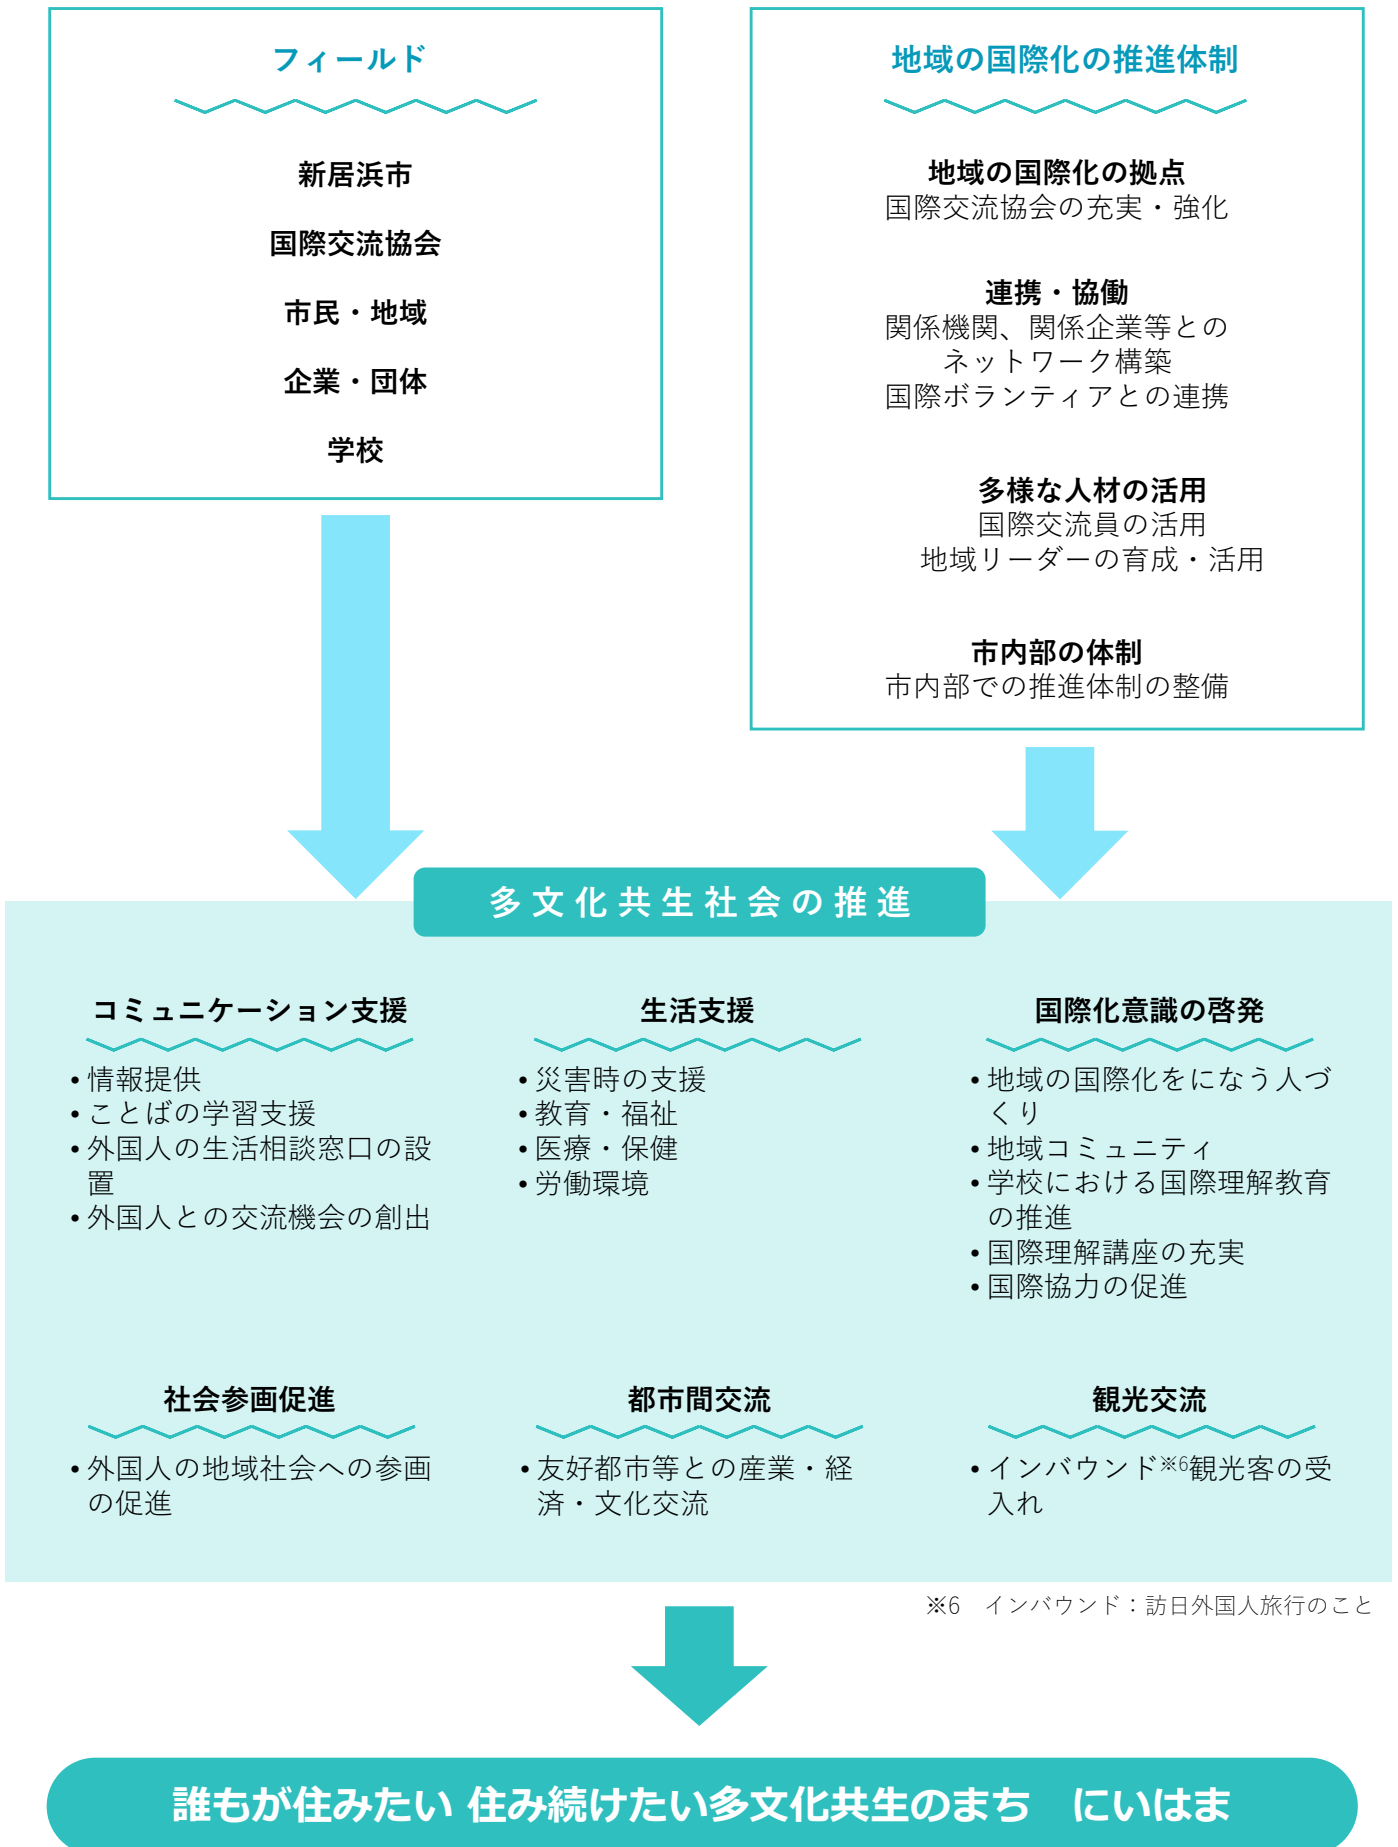 フィールド
新居浜市
国際交流協会
市民・地域
企業・団体
学校
地域の国際化の推進体制
地域の国際化の拠点
国際交流協会の充実・強化
連携・協働
関係機関、関係企業等との
ネットワーク構築
国際ボランティアとの連携
多様な人材の活用
国際交流員の活用
地域リーダーの育成・活用
市内部の体制
市内部での推進体制の整備
多文化共生社会の推進
コミュニケーション支援
• 情報提供
• ことばの学習支援
• 外国人の生活相談窓口の設
置
• 外国人との交流機会の創出
生活支援
• 災害時の支援
• 教育・福祉
• 医療・保健
• 労働環境
国際化意識の啓発
• 地域の国際化をになう人づ
くり
• 地域コミュニティ
• 学校における国際理解教育
の推進
• 国際理解講座の充実
• 国際協力の促進
社会参画促進
• 外国人の地域社会への参画
の促進
都市間交流
• 友好都市等との産業・経
済・文化交流
観光交流
• インバウンド※6観光客の受
入れ
※6　インバウンド：訪日外国人旅行のこと
誰もが住みたい 住み続けたい多文化共生のまち　にいはま